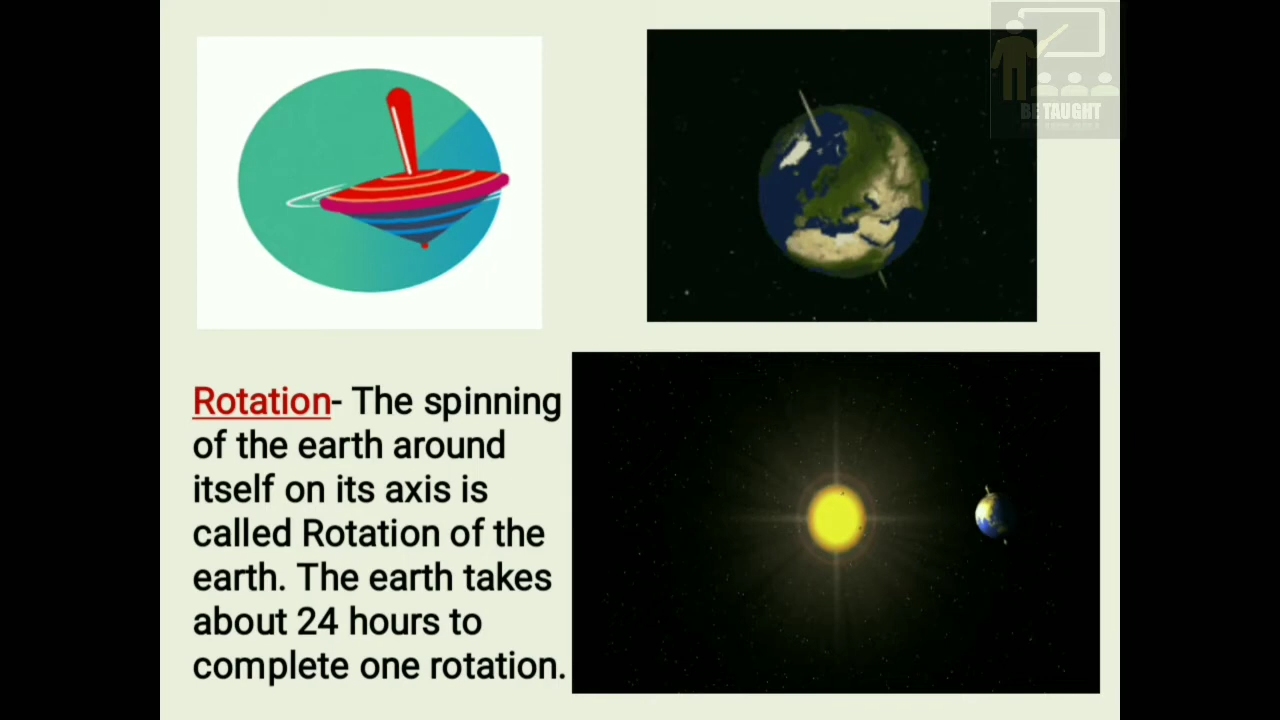 BE TAUGHT
Rotation- The spinning
of the earth around
itself on its axis is
called Rotation of the
earth. The earth takes
about 24 hours to
complete one rotation.